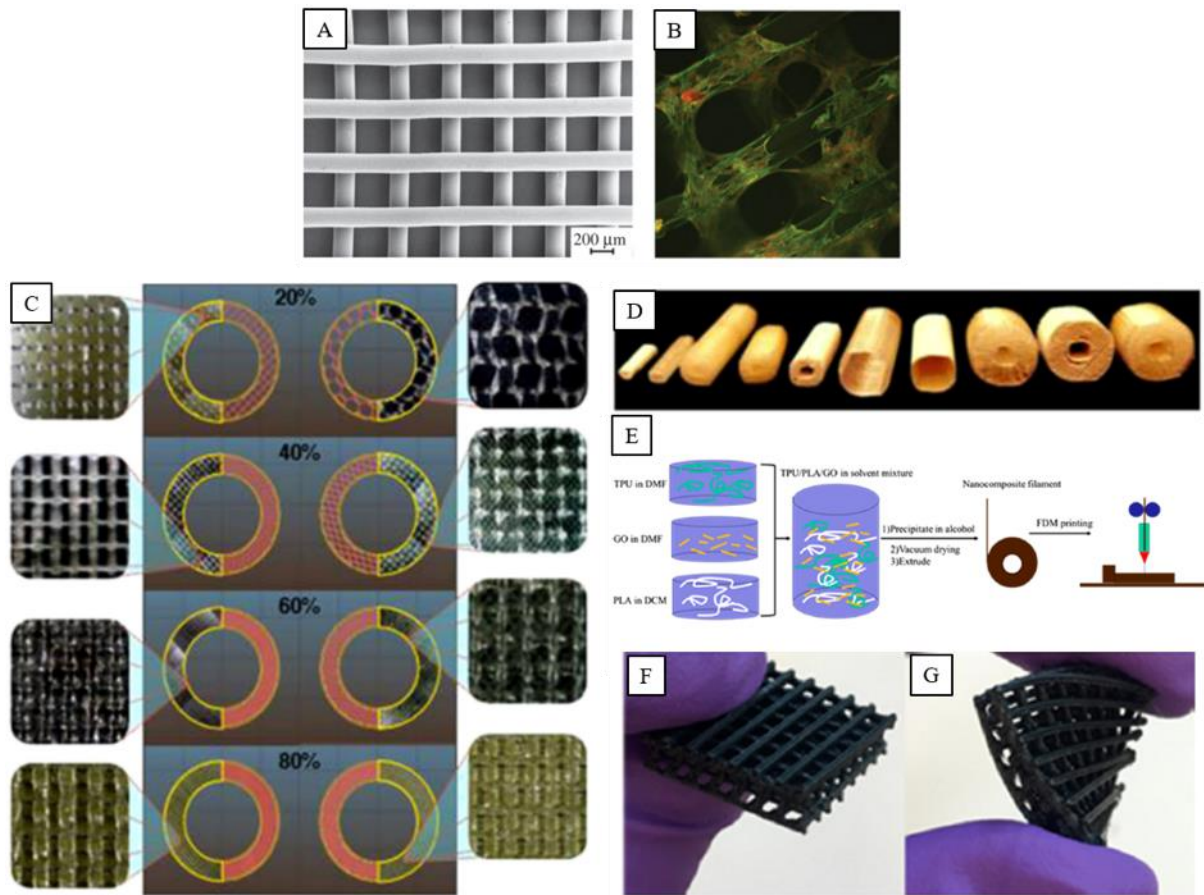 A
B
200 μm
C
20%
40%
60%
80%
D
E
TPU in DMF
GO in DMF
PLA in DCM
TPU/PLA/GO in solvent mixture
1)Precipitate in alcohol
2)Vacuum drying
3)Extrude
Nanocomposite filament
FDM printing
F
G